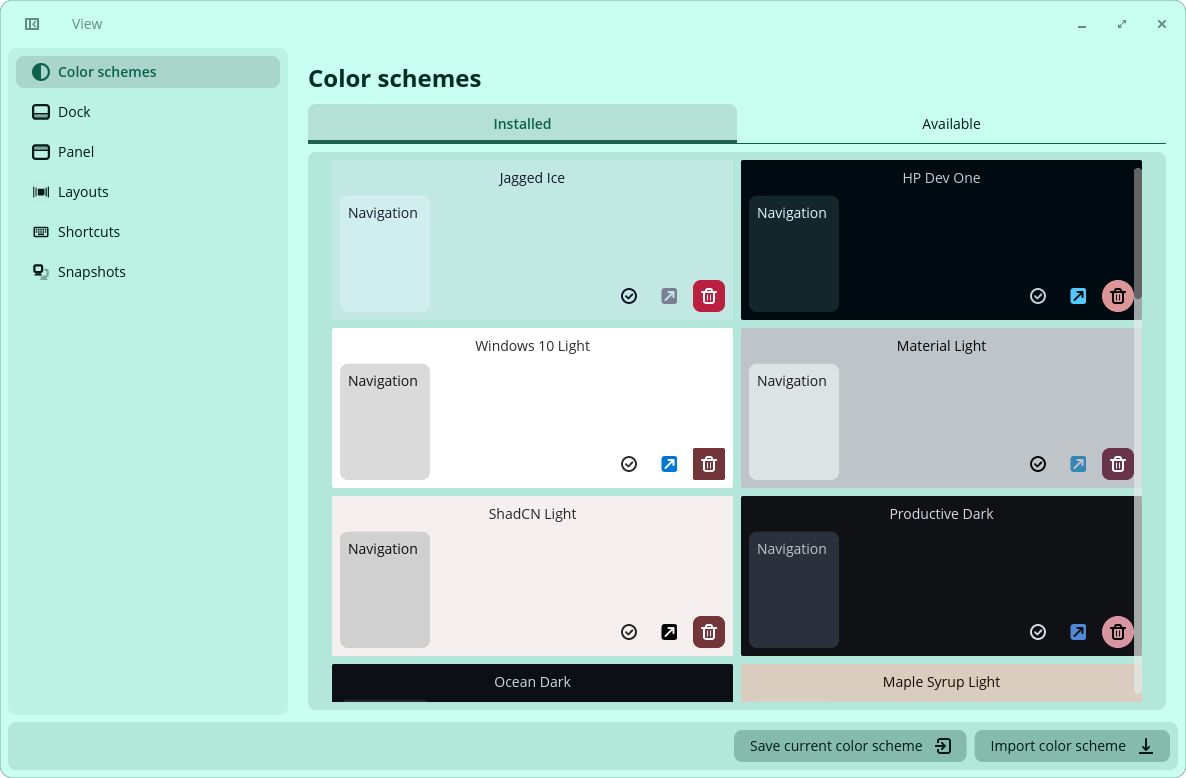 View
Color schemes
Dock
Panel
Layouts
Shortcuts
Snapshots
Color schemes
Installed
Available
Jagged Ice
Navigation
HP Dev One
Navigation
Windows 10 Light
Navigation
Material Light
Navigation
ShadCN Light
Navigation
Productive Dark
Navigation
Ocean Dark
Maple Syrup Light
Save current color scheme
Import color scheme